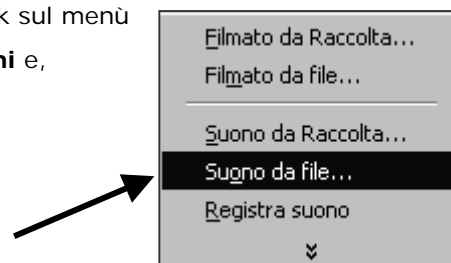 k sul menù
ni e,
Filmato da Raccolta...
Filmato da file...
Suono da Raccolta...
Suono da file...
Registra suono